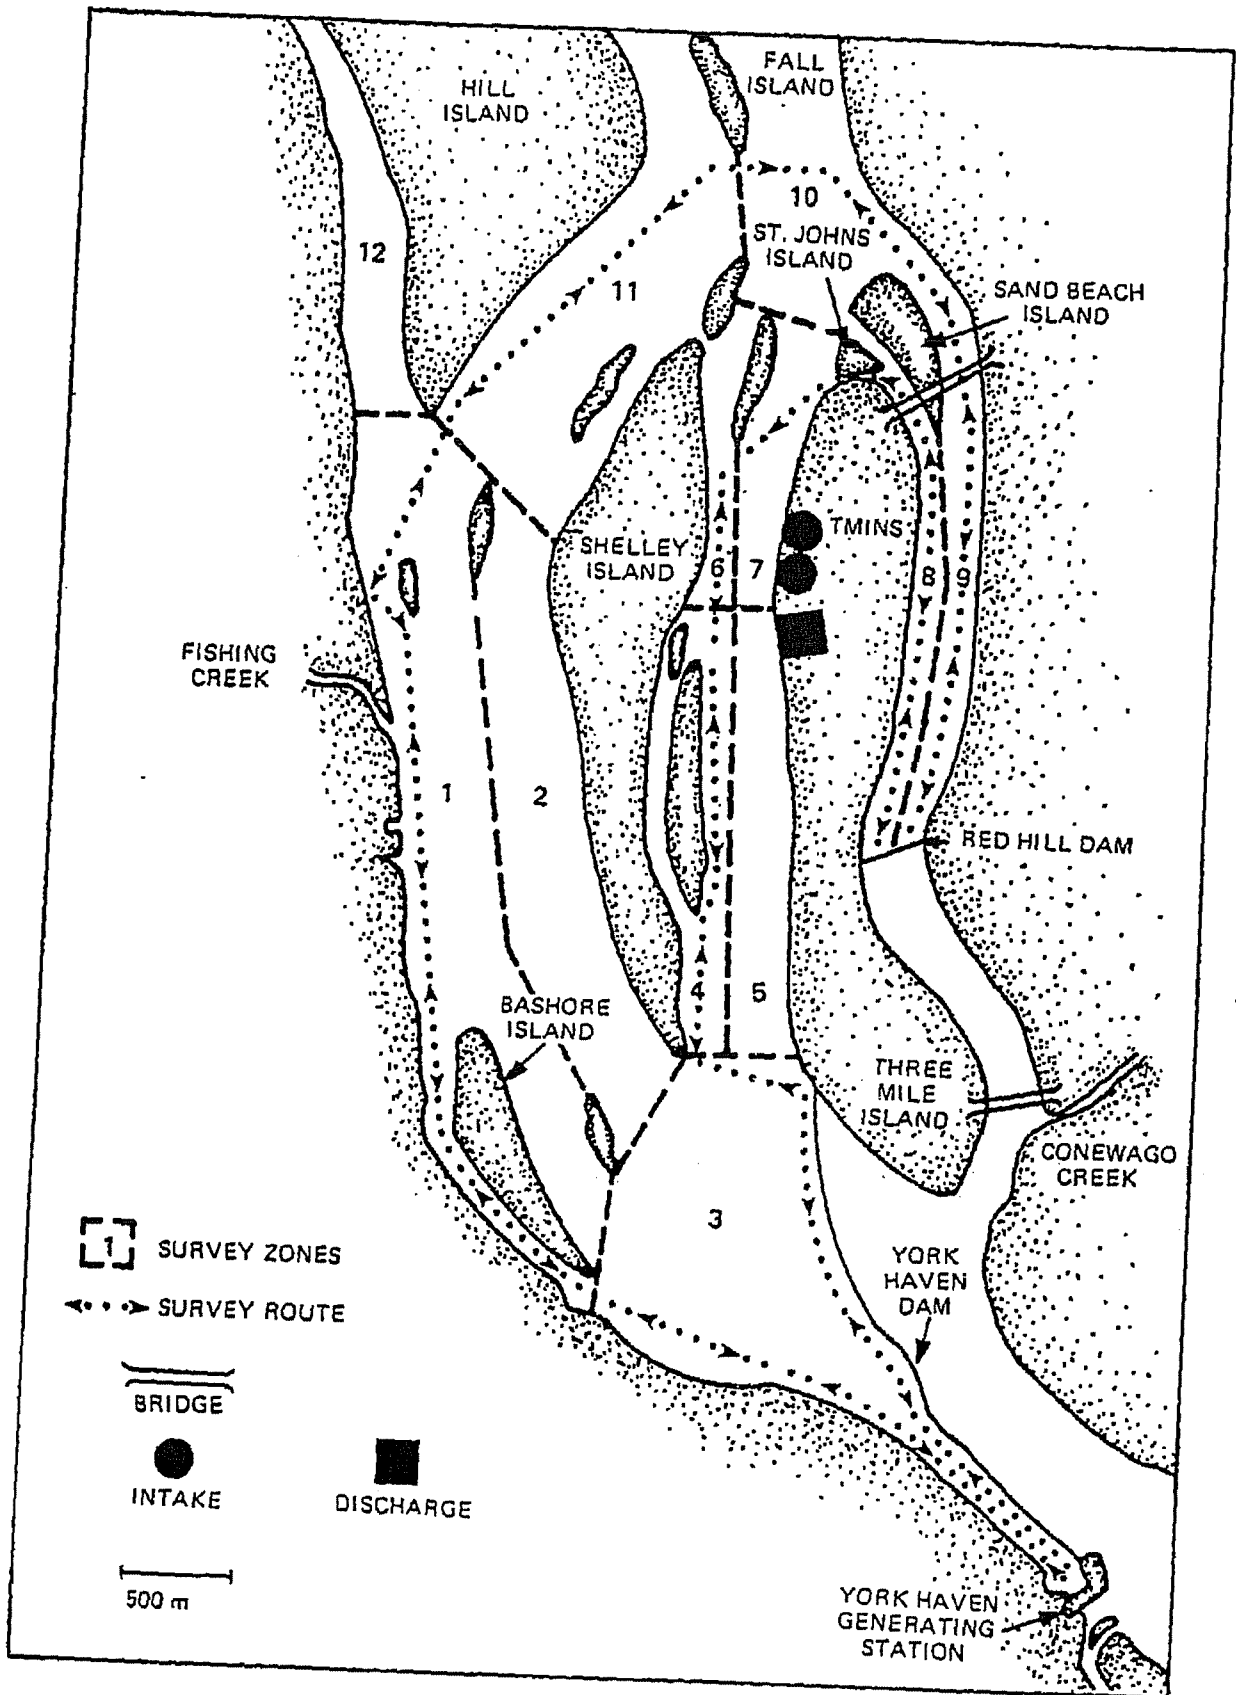 HILL
ISLAND
FALL
ISLAND
10
ST. JOHNS
ISLAND
12
11
SAND BEACH
ISLAND
SHELLEY
ISLAND
6
7
TMINS
8
9
FISHING
CREEK
1
2
RED HILL DAM
BASHORE
ISLAND
4
5
THREE
MILE
ISLAND
CONEWAGO
CREEK
3
YORK
HAVEN
DAM
1
SURVEY ZONES
SURVEY ROUTE
BRIDGE
INTAKE
DISCHARGE
500 m
YORK HAVEN
GENERATING
STATION